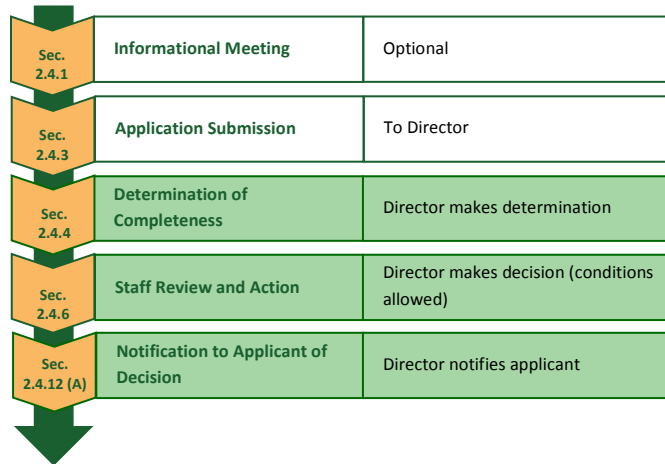 Sec.
2.4.1
Informational Meeting
Optional
Sec.
2.4.3
Application Submission
To Director
Sec.
2.4.4
Determination of
Completeness
Director makes determination
Sec.
2.4.6
Staff Review and Action
Director makes decision (conditions
allowed)
Sec.
2.4.12 (A)
Notification to Applicant of
Decision
Director notifies applicant